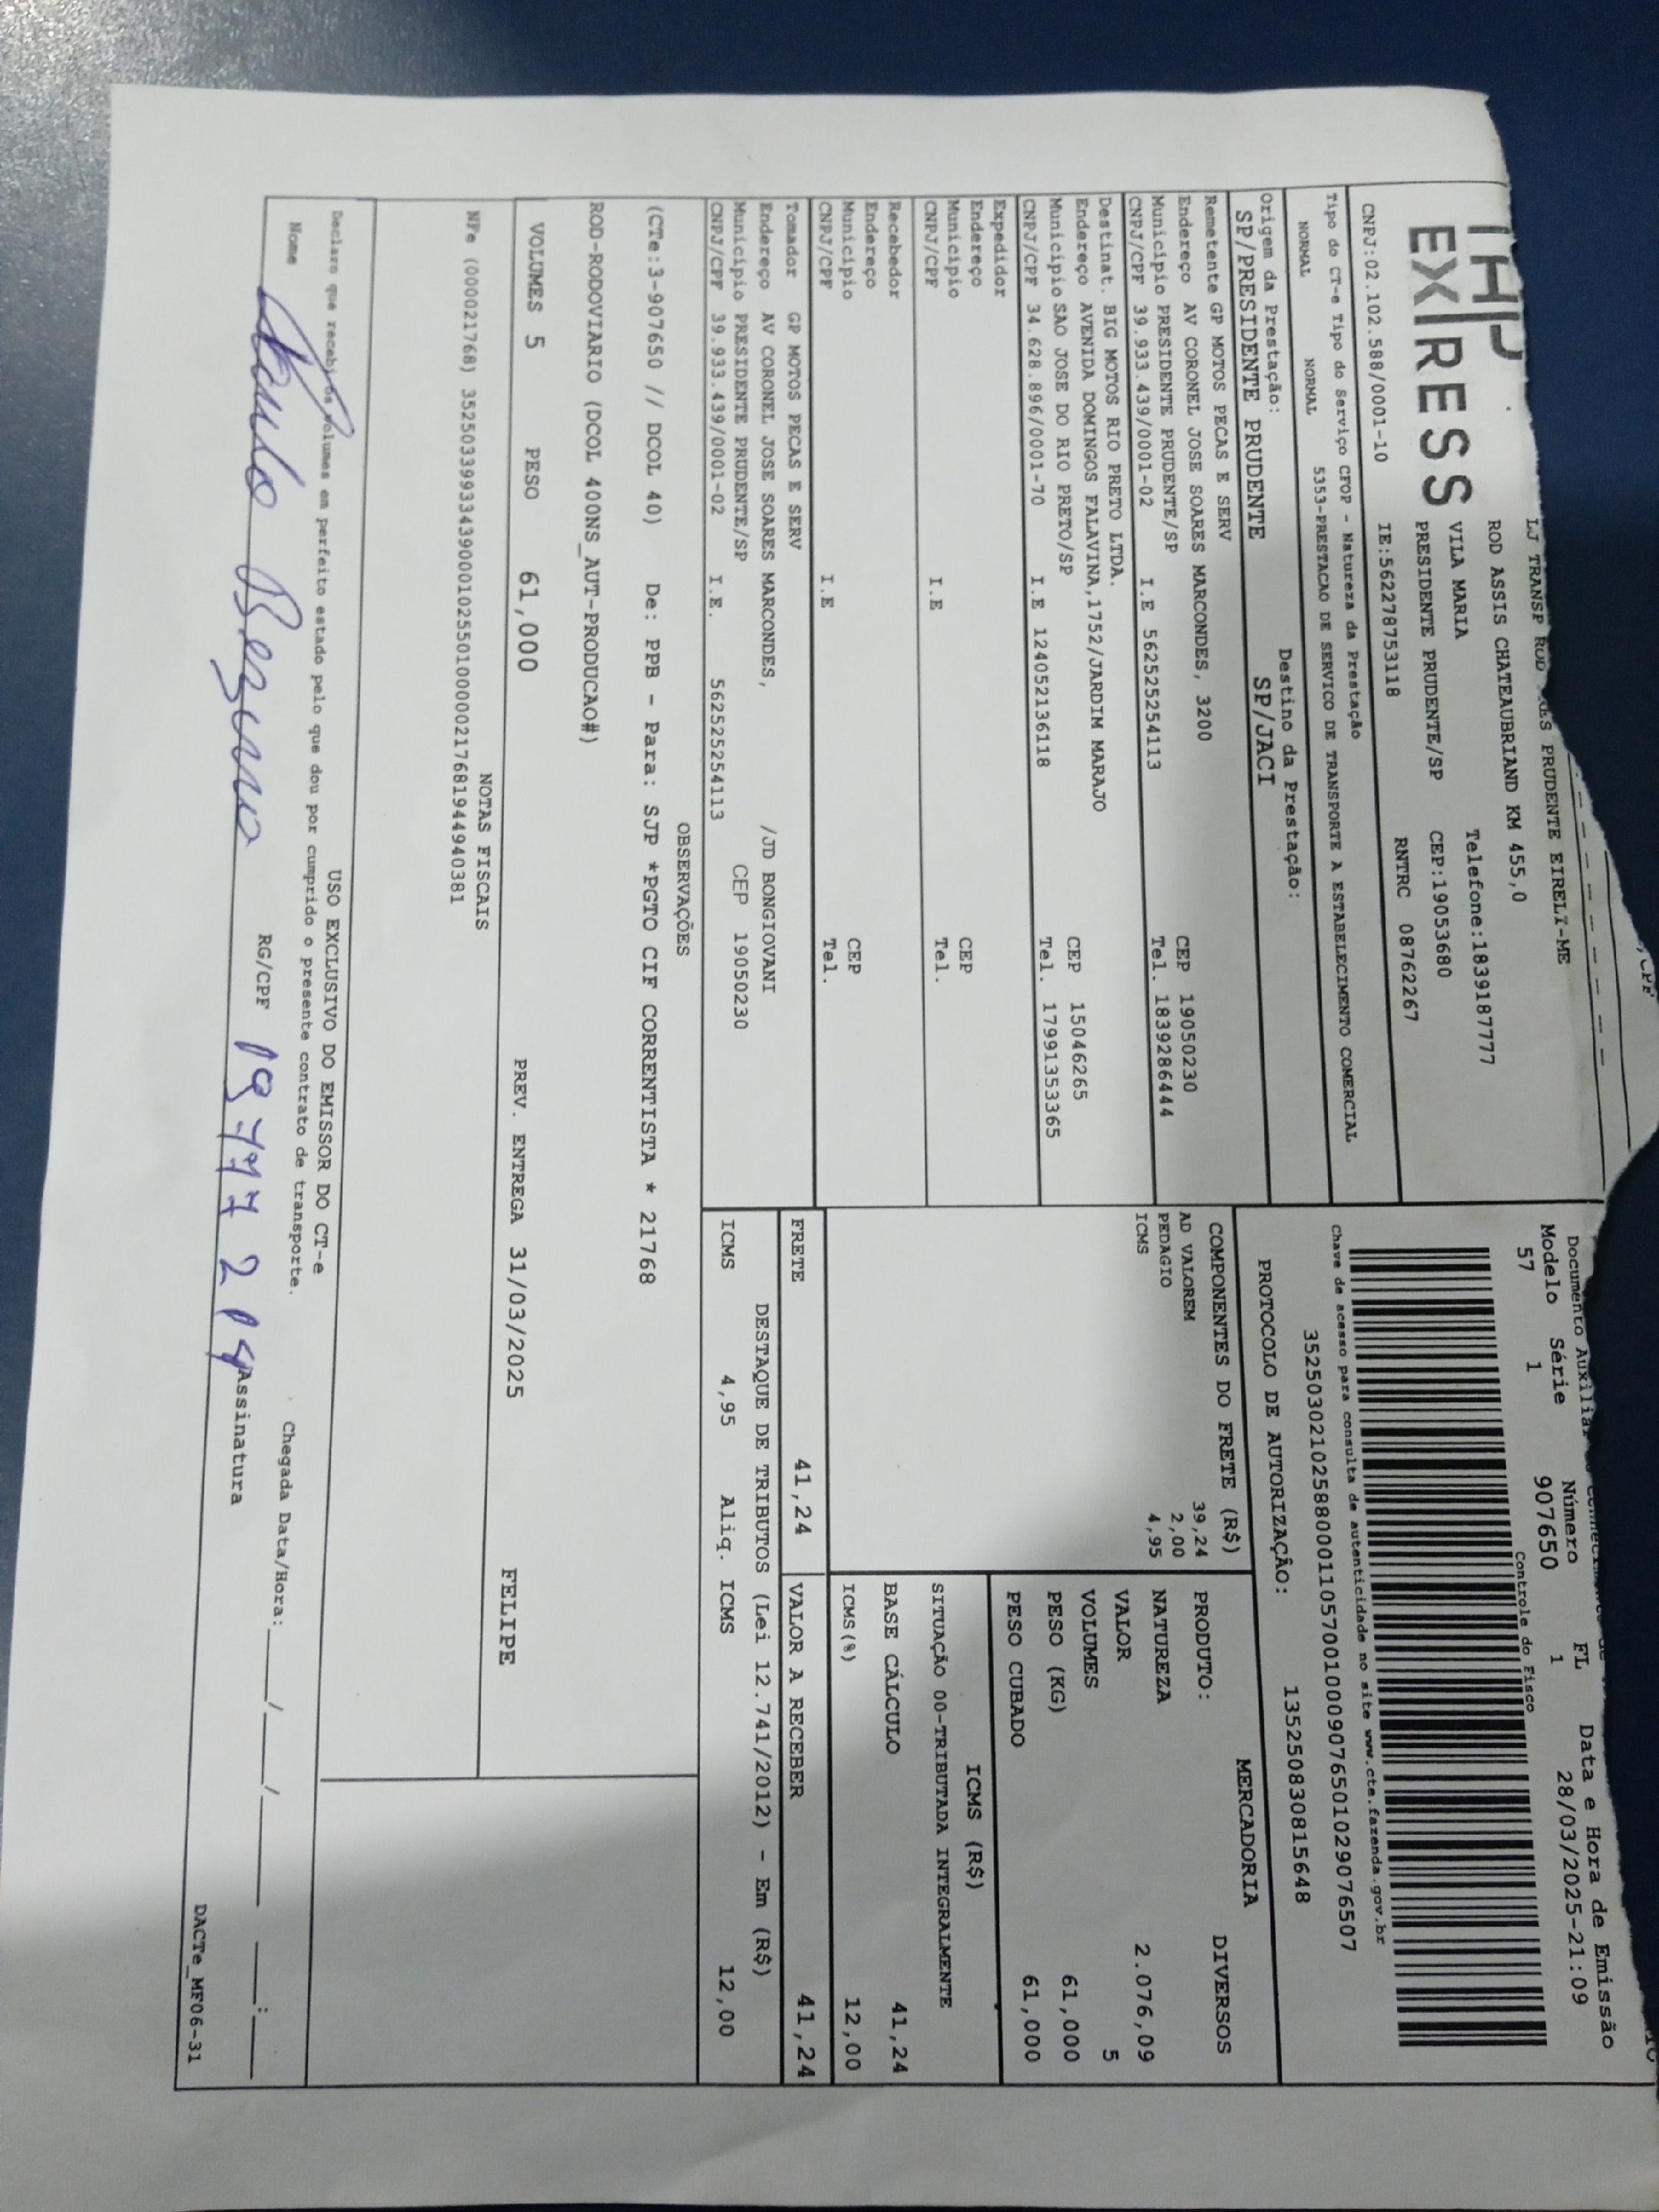 EXPRESS
LJ TRANSP ROD PRUDENTE EIRELI-ME
ROD ASSIS CHATEAUBRIAND KM 455,0
VILA MARIA Telefone:1839187777
PRESIDENTE PRUDENTE/SP CEP:19053680
CNPJ:02.102.588/0001-10 IE:562278753118 RNTRC 08762267
Tipo do CT-e Tipo do Serviço CFOP - Natureza da Prestação
NORMAL NORMAL 5353-PRESTACAO DE SERVICO DE TRANSPORTE A ESTABELECIMENTO COMERCIAL
Origem da Prestação: Destino da Prestação:
SP/PRESIDENTE PRUDENTE SP/JACI
Documento Auxiliar
Modelo Série Número FL Data e Hora de Emissão
57 1 907650 1 28/03/2025-21:09
Controle do Fisco
Chave de acesso para consulta de autenticidade no site www.cte.fazenda.gov.br
35250302102588000110570010009076501029076507
PROTOCOLO DE AUTORIZAÇÃO: 135250830815648
Remetente GP MOTOS PECAS E SERV
Endereço AV CORONEL JOSE SOARES MARCONDES, 3200
Municipio PRESIDENTE PRUDENTE/SP CEP 19050230
CNPJ/CPF 39.933.439/0001-02 I.E 562525254113 Tel. 1839286444
Destinat. BIG MOTOS RIO PRETO LTDA.
Endereço AVENIDA DOMINGOS FALAVINA,1752/JARDIM MARAJO
Municipio SAO JOSE DO RIO PRETO/SP CEP 15046265
CNPJ/CPF 34.628.896/0001-70 I.E 124052136118 Tel. 17991353365
Expedidor
Endereço
Municipio CEP
CNPJ/CPF I.E Tel.
Recebedor
Endereço
Municipio CEP
CNPJ/CPF I.E Tel.
Tomador GP MOTOS PECAS E SERV
Endereço AV CORONEL JOSE SOARES MARCONDES, /JD BONGIOVANI
Municipio PRESIDENTE PRUDENTE/SP CEP 19050230
CNPJ/CPF 39.933.439/0001-02 I.E. 562525254113
COMPONENTES DO FRETE (R$)
AD VALOREM 39,24
PEDAGIO 2,00
ICMS 4,95
MERCADORIA
PRODUTO: DIVERSOS
NATUREZA
VALOR 2.076,09
VOLUMES 5
PESO (KG) 61,000
PESO CUBADO 61,000
ICMS (R$)
SITUAÇÃO 00-TRIBUTADA INTEGRALMENTE
BASE CÁLCULO 41,24
ICMS(%) 12,00
FRETE 41,24 VALOR A RECEBER 41,24
DESTAQUE DE TRIBUTOS (Lei 12.741/2012) - Em (R$)
ICMS 4,95 Aliq. ICMS 12,00
OBSERVAÇÕES
(CTe:3-907650 // DCOL 40) De: PPB - Para: SJP *PGTO CIF CORRENTISTA * 21768
ROD-RODOVIARIO (DCOL 400NS_AUT-PRODUCAO#)
VOLUMES 5 PESO 61,000 PREV. ENTREGA 31/03/2025 FELIPE
NOTAS FISCAIS
NFe (000021768) 35250339933439000102550100000217681944940381
USO EXCLUSIVO DO EMISSOR DO CT-e
Declaro que recebi os volumes em perfeito estado pelo que dou por cumprido o presente contrato de transporte. Chegada Data/Hora: ___/___/_____ ___:___
Nome RG/CPF Assinatura
DACTe_MF06-31